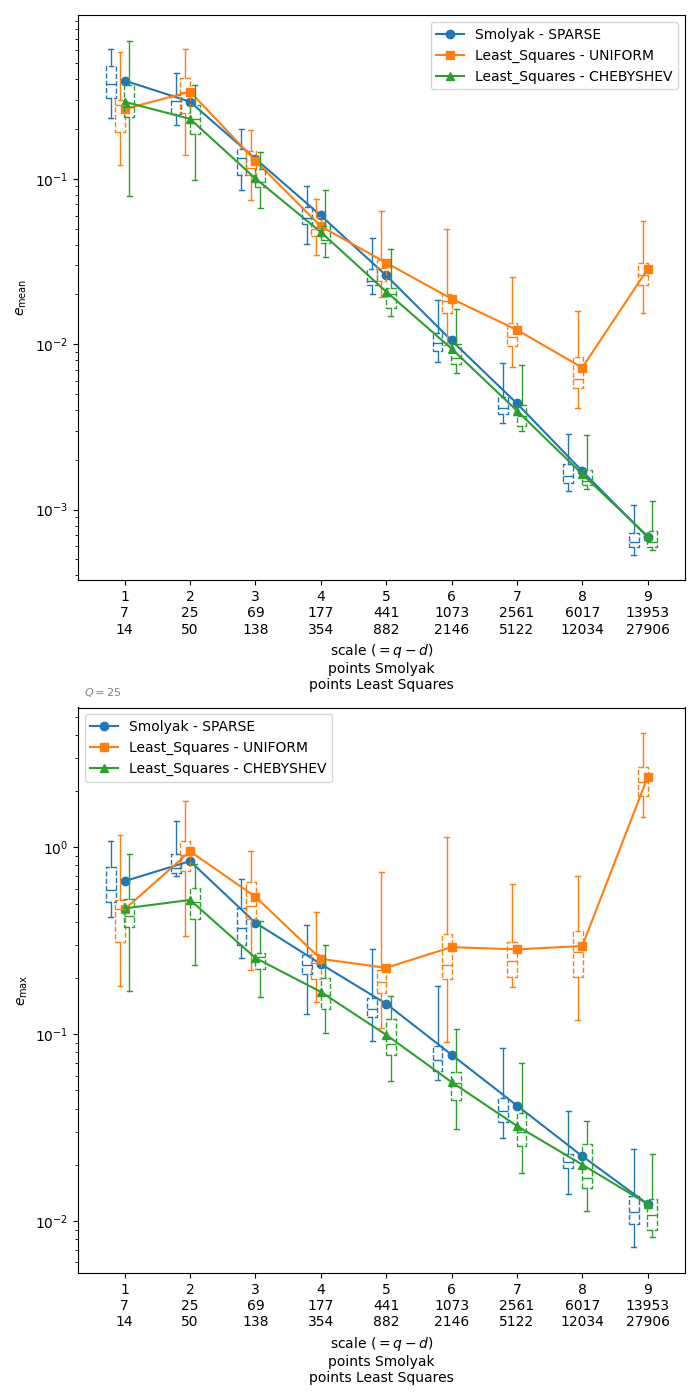 Smolyak - SPARSE
Least_Squares - UNIFORM
Least_Squares - CHEBYSHEV
10⁻¹
10⁻²
10⁻³
e_mean
1 2 3 4 5 6 7 8 9
7 25 69 177 441 1073 2561 6017 13953
14 50 138 354 882 2146 5122 12034 27906
scale (= q − d)
points Smolyak
points Least Squares
Q = 25
Smolyak - SPARSE
Least_Squares - UNIFORM
Least_Squares - CHEBYSHEV
10⁰
10⁻¹
10⁻²
e_max
1 2 3 4 5 6 7 8 9
7 25 69 177 441 1073 2561 6017 13953
14 50 138 354 882 2146 5122 12034 27906
scale (= q − d)
points Smolyak
points Least Squares